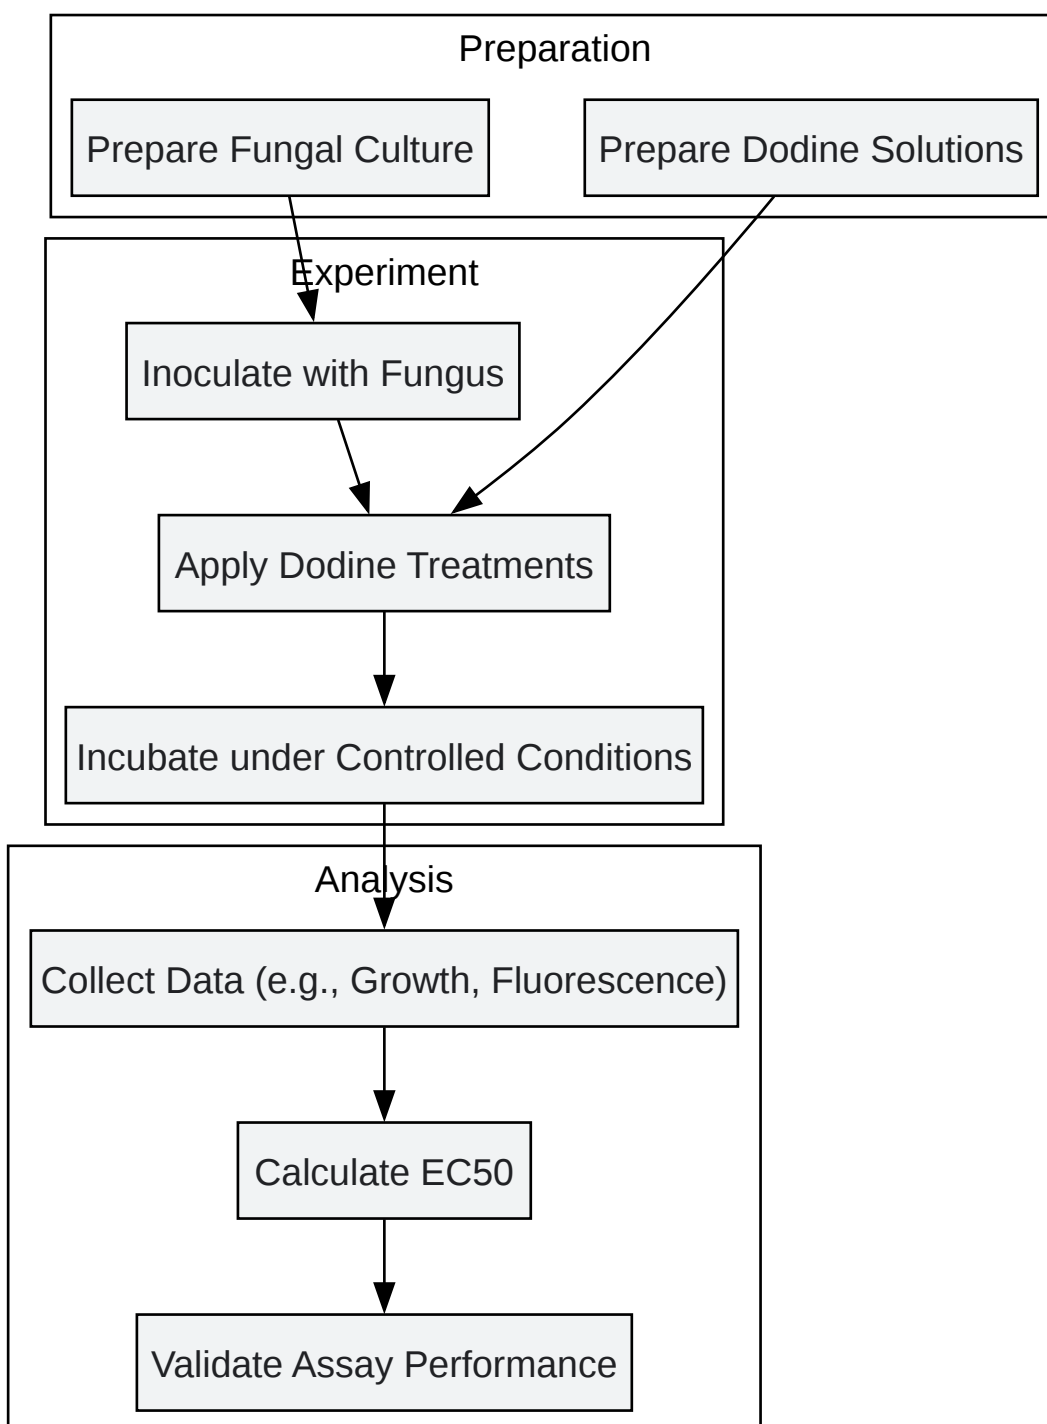 Preparation
Prepare Fungal Culture
Prepare Dodine Solutions
Experiment
Inoculate with Fungus
Apply Dodine Treatments
Incubate under Controlled Conditions
Analysis
Collect Data (e.g., Growth, Fluorescence)
Calculate EC50
Validate Assay Performance